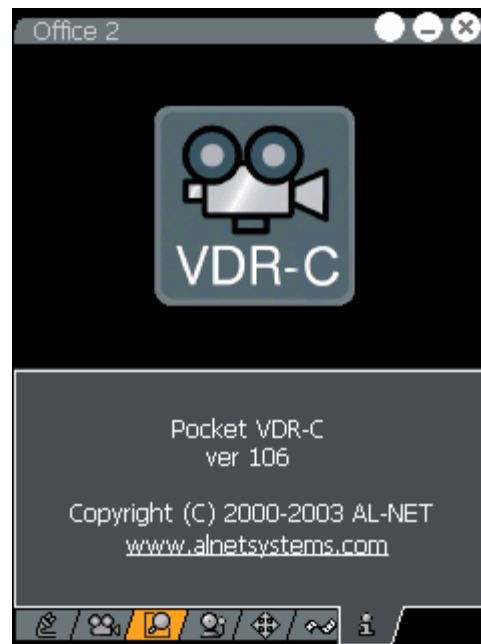 Office 2
VDR-C
Pocket VDR-C
ver 106
Copyright (C) 2000-2003 AL-NET
www.alnetsystems.com